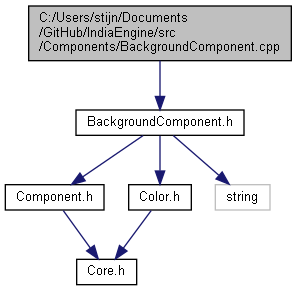 C:/Users/stijn/Documents
/GitHub/IndiaEngine/src
/Components/BackgroundComponent.cpp
BackgroundComponent.h
Component.h
Color.h
string
Core.h